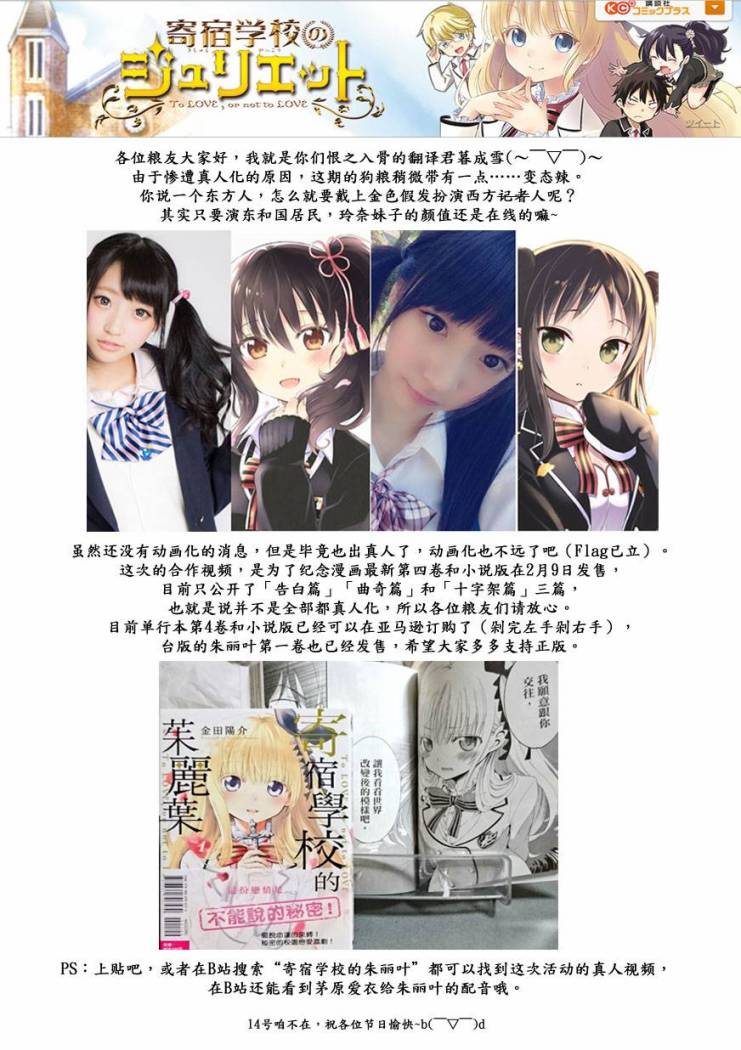 講談社
コミックプラス
寄宿学校の
ジュリエット
To LOVE, or not to LOVE
ツイート
各位粮友大家好，我就是你们恨之入骨的翻译君暮成雪(～￣▽￣)～
由于惨遭真人化的原因，这期的狗粮稍微带有一点……变态辣。
你说一个东方人，怎么就要戴上金色假发扮演西方记者人呢？
其实只要演东和国居民，玲奈妹子的颜值还是在线的嘛~
虽然还没有动画化的消息，但是毕竟也出真人了，动画化也不远了吧（Flag已立）。
这次的合作视频，是为了纪念漫画最新第四卷和小说版在2月9日发售，
目前只公开了「告白篇」「曲奇篇」和「十字架篇」三篇，
也就是说并不是全部都真人化，所以各位粮友们请放心。
目前单行本第4卷和小说版已经可以在亚马逊订购了（剁完左手剁右手），
台版的朱丽叶第一卷也已经发售，希望大家多多支持正版。
我願意跟你
交往，
讓我看看世界
改變後的模樣吧。
寄宿學校的
茱麗葉
金田陽介
1
這份戀情是
不能說的秘密！
PS：上贴吧，或者在B站搜索“寄宿学校的朱丽叶”都可以找到这次活动的真人视频，
在B站还能看到茅原爱衣给朱丽叶的配音哦。
14号咱不在，祝各位节日愉快~b(￣▽￣)d